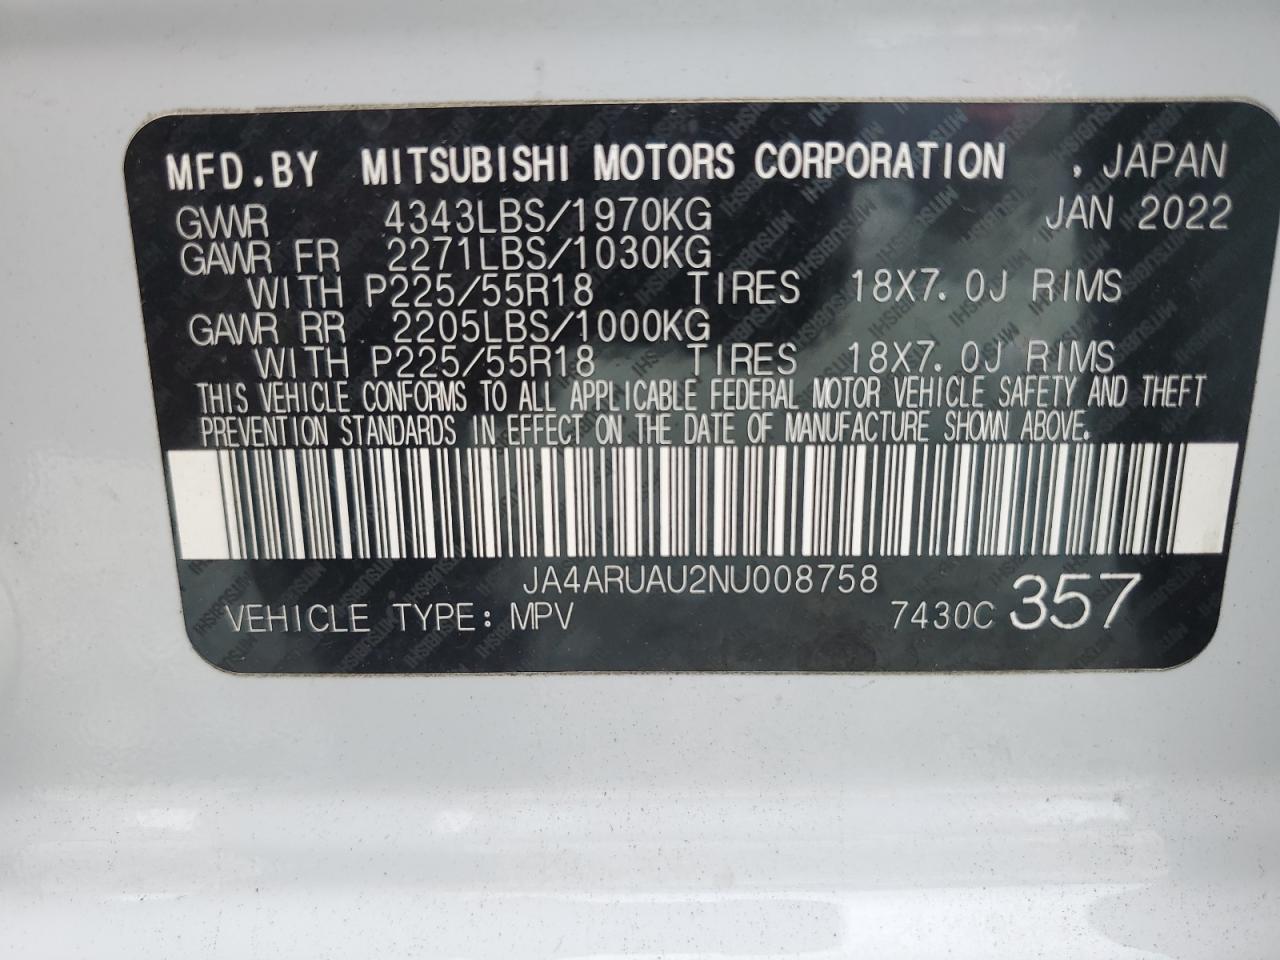 MFD.BY MITSUBISHI MOTORS CORPORATION , JAPAN
GVWR 4343LBS/1970KG JAN 2022
GAWR FR 2271LBS/1030KG
WITH P225/55R18 TIRES 18X7.0J RIMS
GAWR RR 2205LBS/1000KG
WITH P225/55R18 TIRES 18X7.0J RIMS
THIS VEHICLE CONFORMS TO ALL APPLICABLE FEDERAL MOTOR VEHICLE SAFETY AND THEFT
PREVENTION STANDARDS IN EFFECT ON THE DATE OF MANUFACTURE SHOWN ABOVE.
JA4ARUAU2NU008758
VEHICLE TYPE: MPV 7430C 357